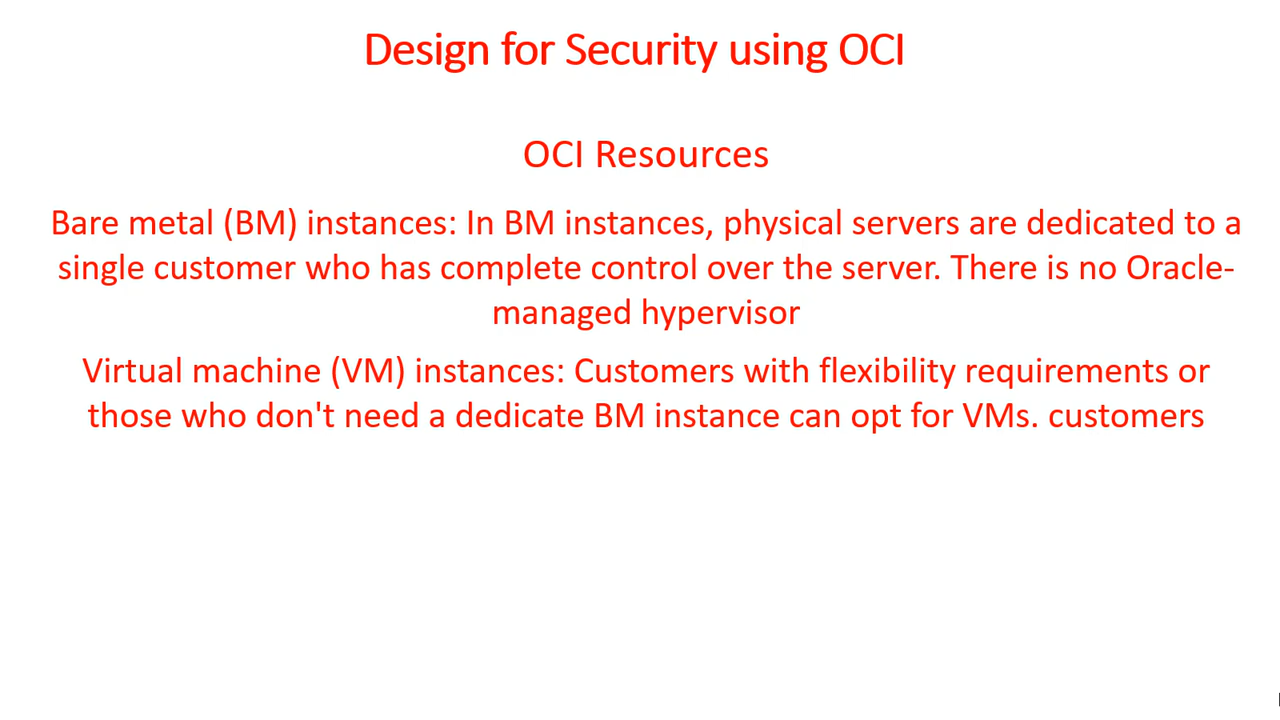 Design for Security using OCI
OCI Resources
Bare metal (BM) instances: In BM instances, physical servers are dedicated to a
single customer who has complete control over the server. There is no Oracle-
managed hypervisor
Virtual machine (VM) instances: Customers with flexibility requirements or
those who don't need a dedicate BM instance can opt for VMs. customers